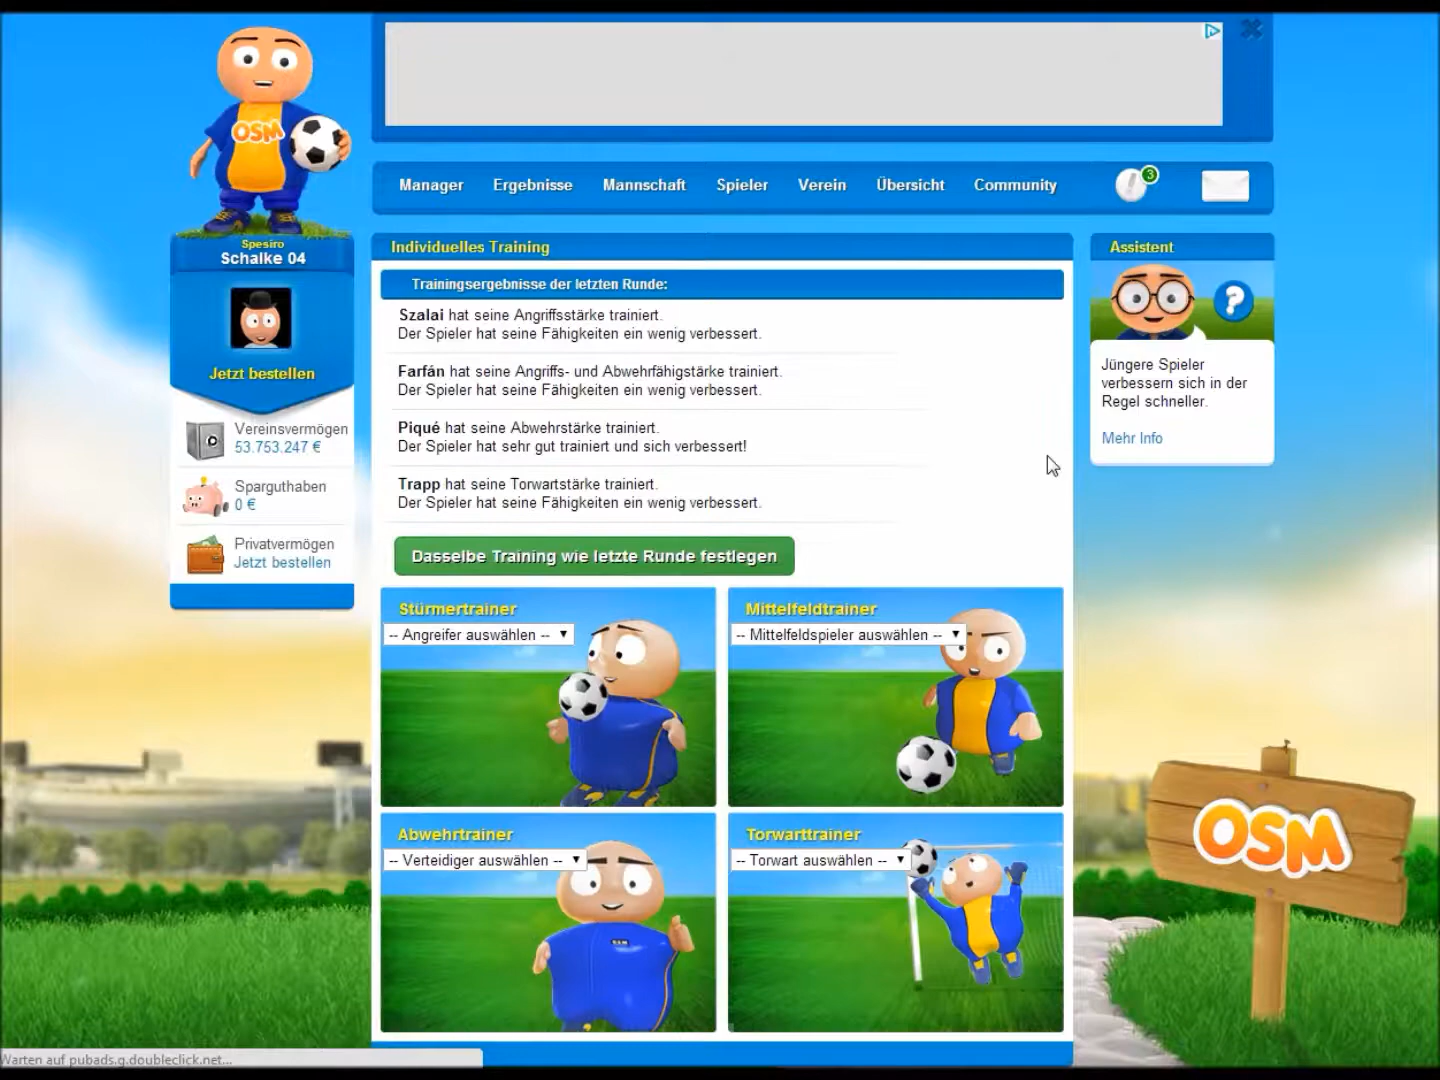 OSM
Manager
Ergebnisse
Mannschaft
Spieler
Verein
Übersicht
Community
3
Spesiro
Schalke 04
Jetzt bestellen
Vereinsvermögen
53.753.247 €
Sparguthaben
0 €
Privatvermögen
Jetzt bestellen
Individuelles Training
Trainingsergebnisse der letzten Runde:
Szalai hat seine Angriffsstärke trainiert.
Der Spieler hat seine Fähigkeiten ein wenig verbessert.
Farfán hat seine Angriffs- und Abwehrfähigstärke trainiert.
Der Spieler hat seine Fähigkeiten ein wenig verbessert.
Piqué hat seine Abwehrstärke trainiert.
Der Spieler hat sehr gut trainiert und sich verbessert!
Trapp hat seine Torwartstärke trainiert.
Der Spieler hat seine Fähigkeiten ein wenig verbessert.
Dasselbe Training wie letzte Runde festlegen
Stürmertrainer
-- Angreifer auswählen --
Mittelfeldtrainer
-- Mittelfeldspieler auswählen --
Abwehrtrainer
-- Verteidiger auswählen --
OSM
Torwarttrainer
-- Torwart auswählen --
Assistent
?
Jüngere Spieler
verbessern sich in der
Regel schneller.
Mehr Info
OSM
Warten auf pubads.g.doubleclick.net...